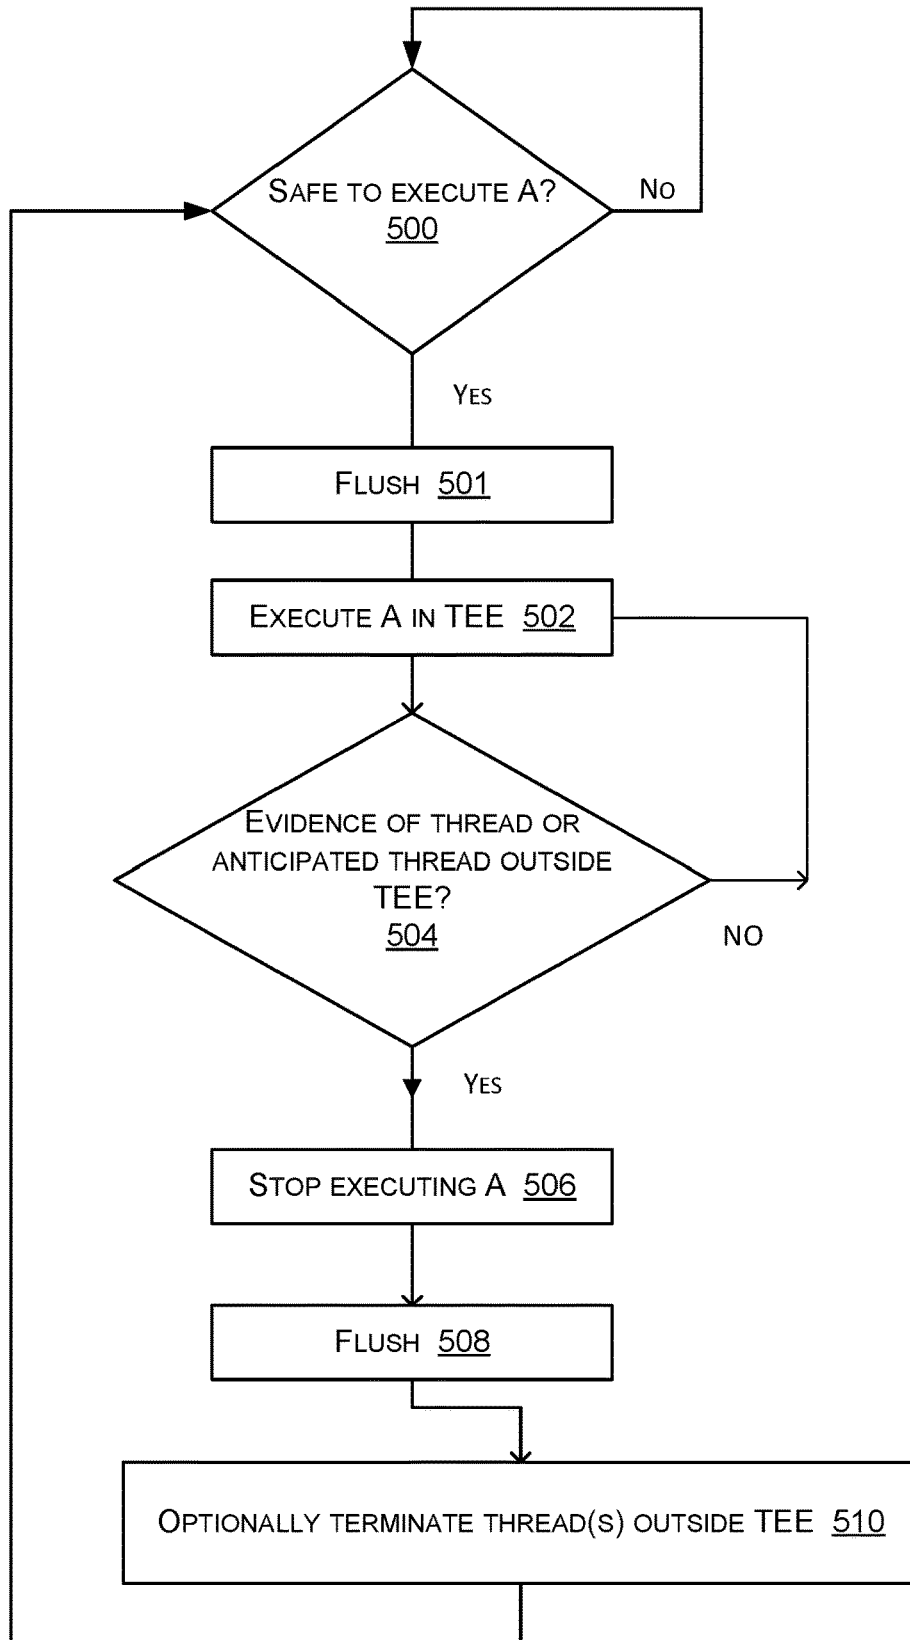 SAFE TO EXECUTE A?
500
NO
YES
FLUSH 501
EXECUTE A IN TEE 502
EVIDENCE OF THREAD OR
ANTICIPATED THREAD OUTSIDE
TEE?
504
NO
YES
STOP EXECUTING A 506
FLUSH 508
OPTIONALLY TERMINATE THREAD(S) OUTSIDE TEE 510